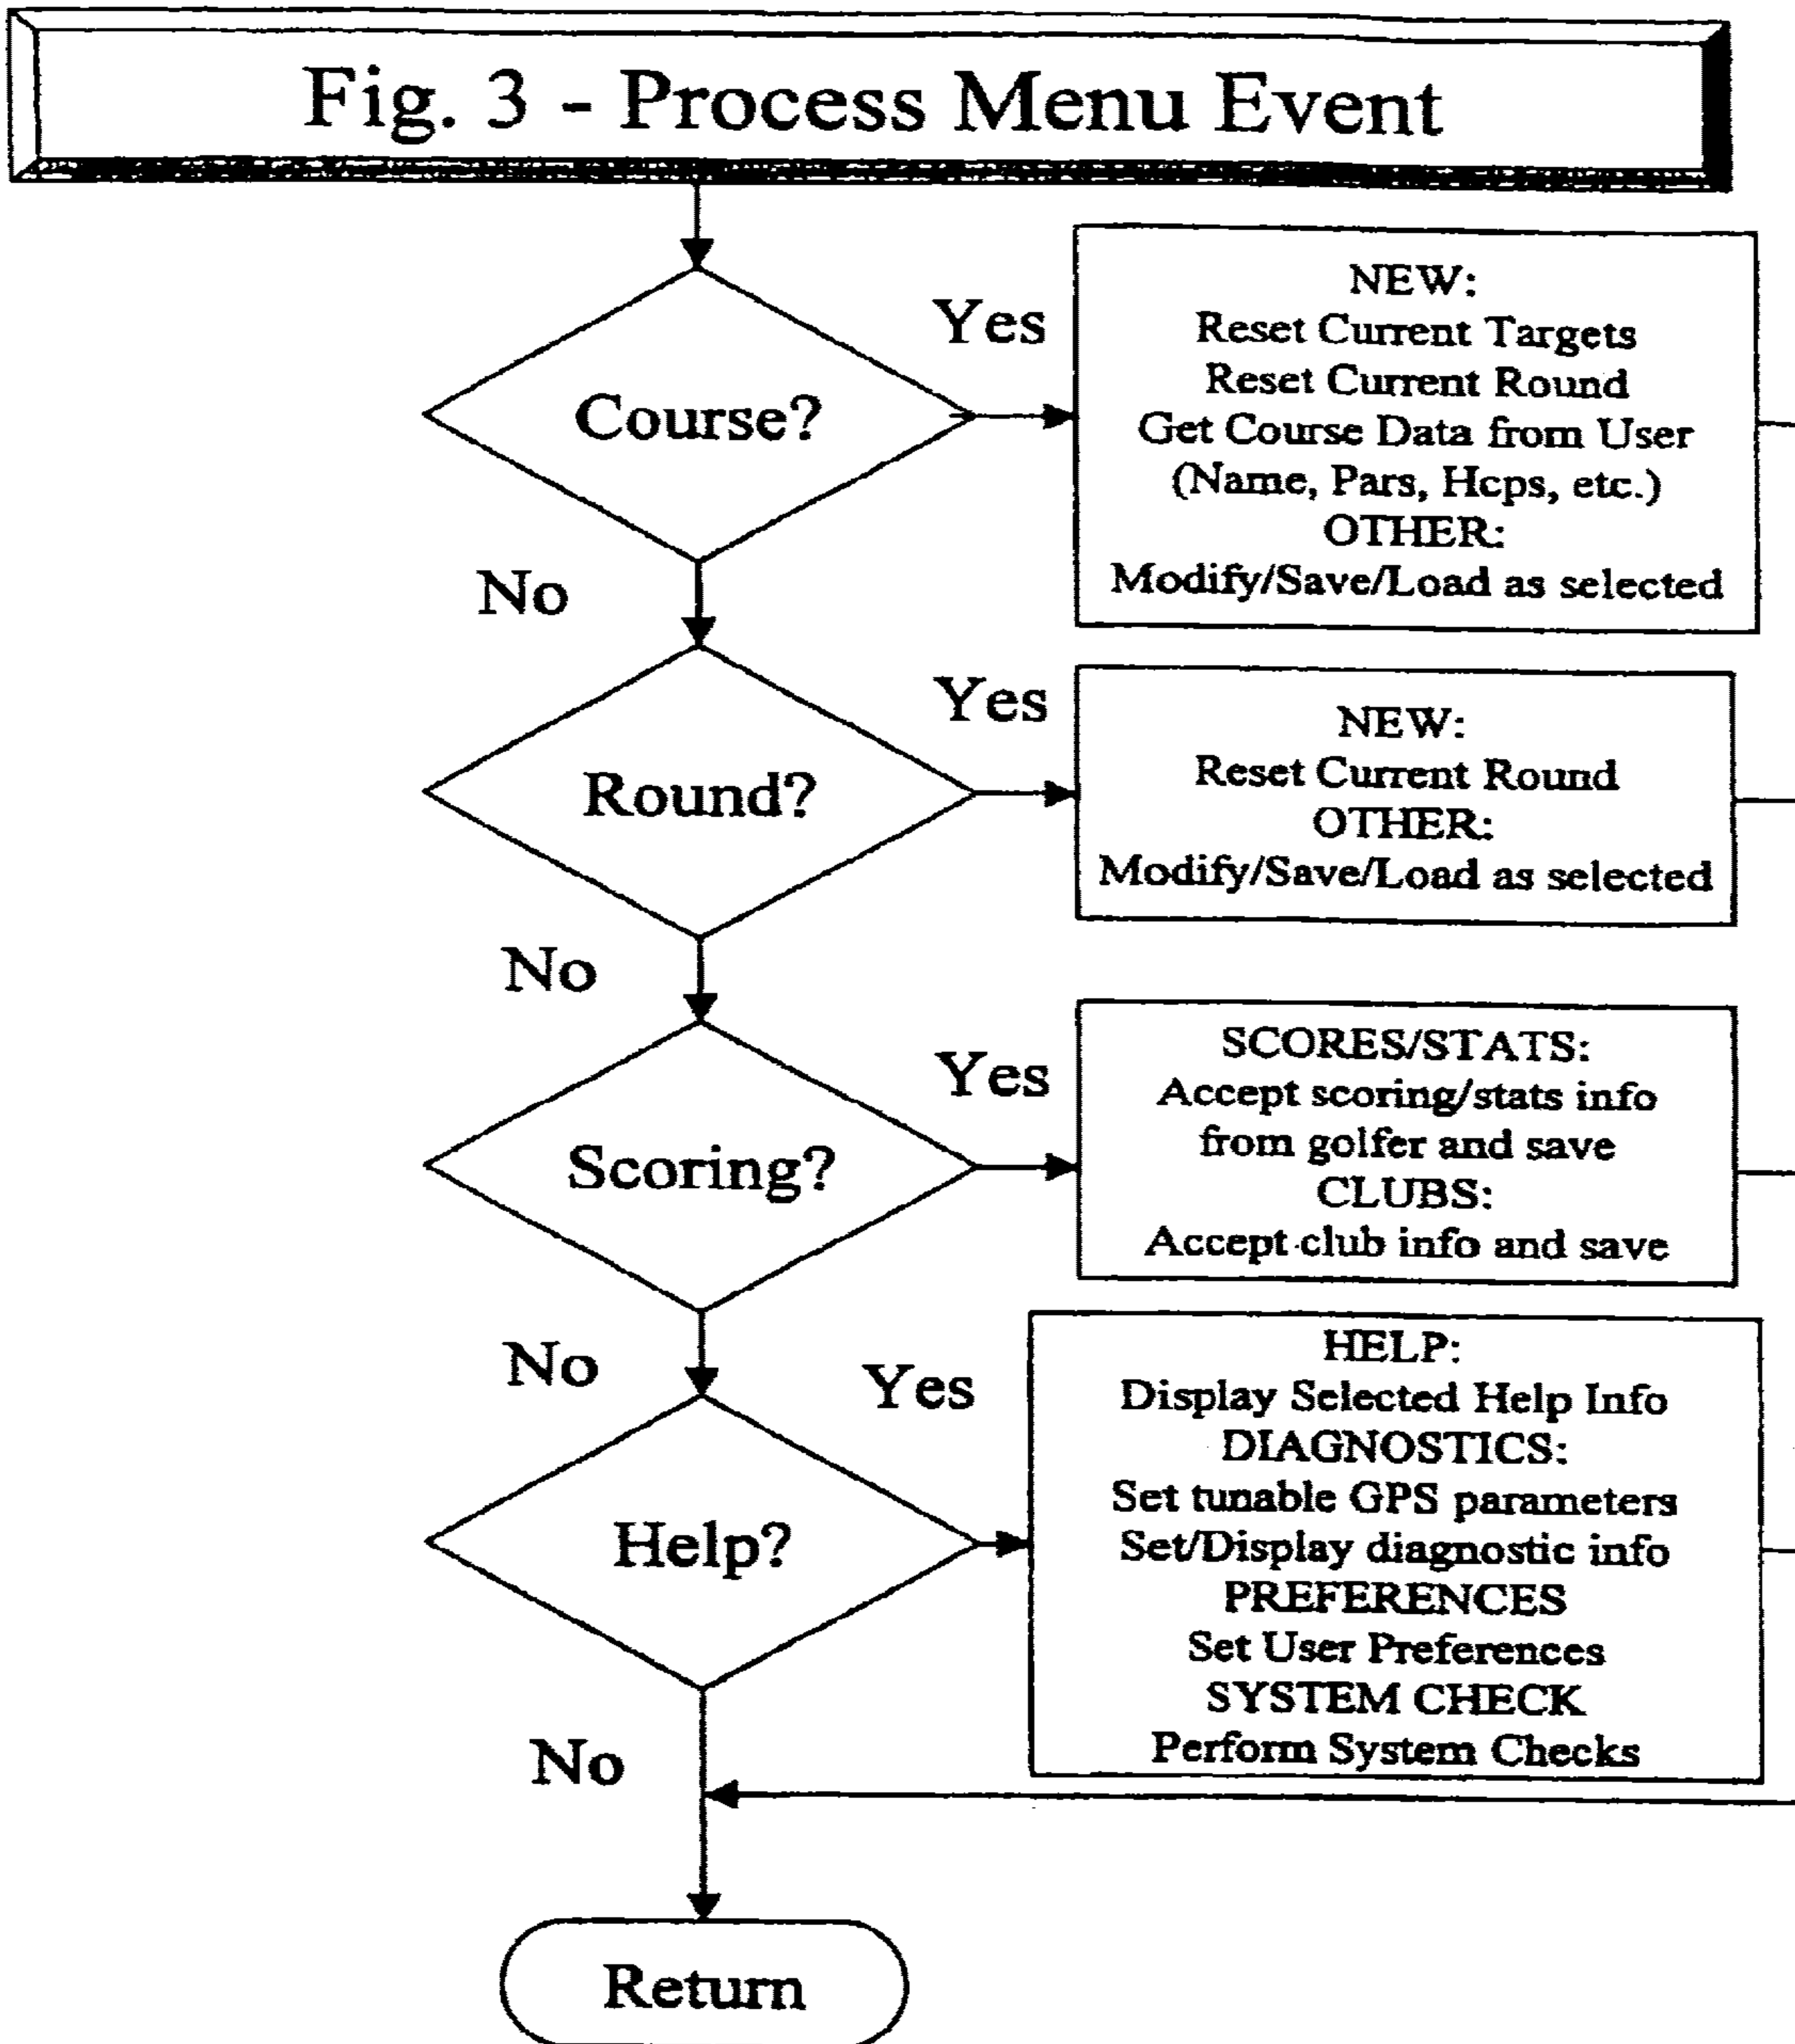 Fig. 3 - Process Menu Event
Course?
Yes
NEW:
Reset Current Targets
Reset Current Round
Get Course Data from User
(Name, Pars, Hcps, etc.)
OTHER:
Modify/Save/Load as selected
No
Round?
Yes
NEW:
Reset Current Round
OTHER:
Modify/Save/Load as selected
No
Scoring?
Yes
SCORES/STATS:
Accept scoring/stats info
from golfer and save
CLUBS:
Accept club info and save
No
Help?
Yes
HELP:
Display Selected Help Info
DIAGNOSTICS:
Set tunable GPS parameters
Set/Display diagnostic info
PREFERENCES
Set User Preferences
SYSTEM CHECK
Perform System Checks
No
Return